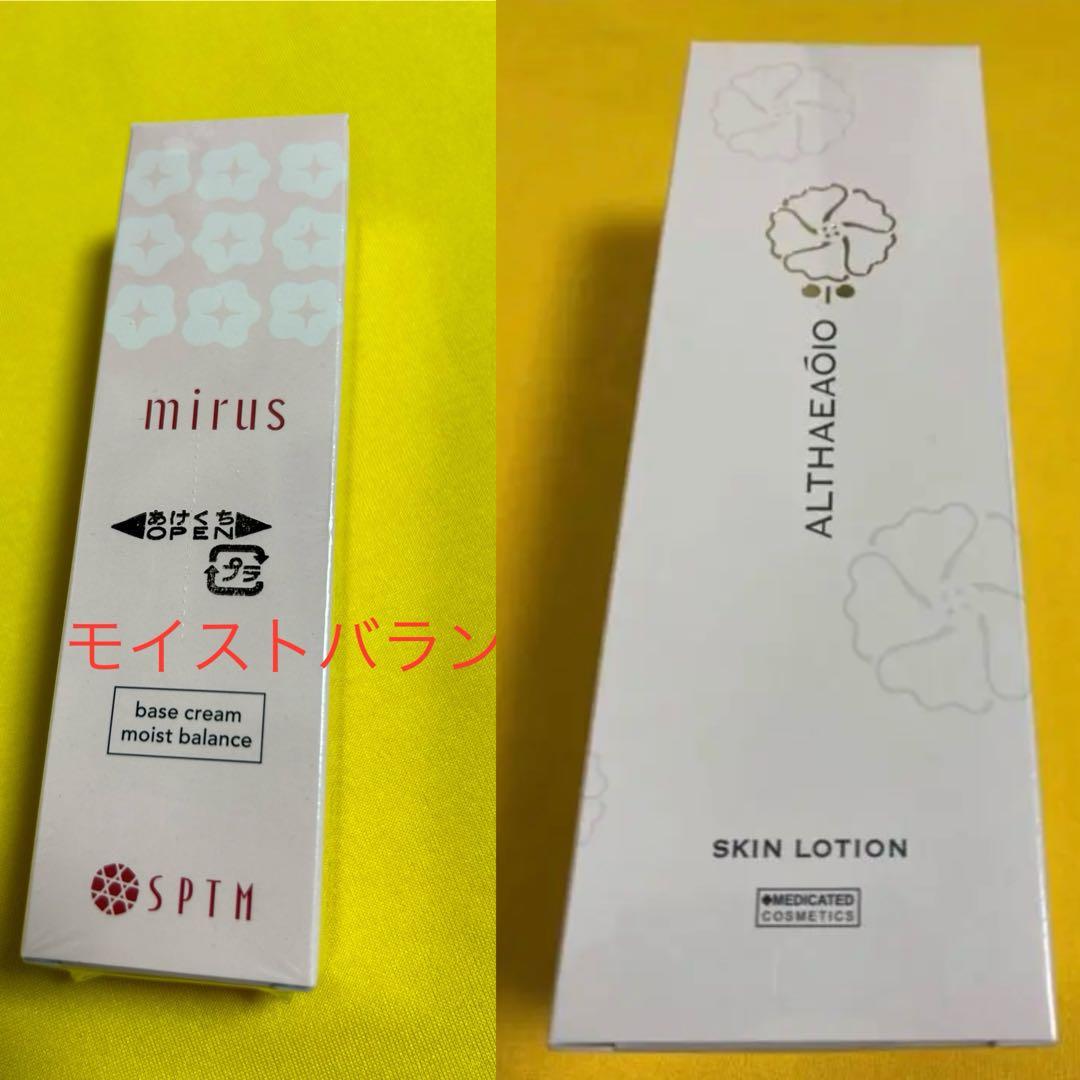 mirus
あけくち
OPEN
プラ
モイストバラン
base cream
moist balance
SPTM
ALTHAEAÓIO
SKIN LOTION
MEDICATED
COSMETICS